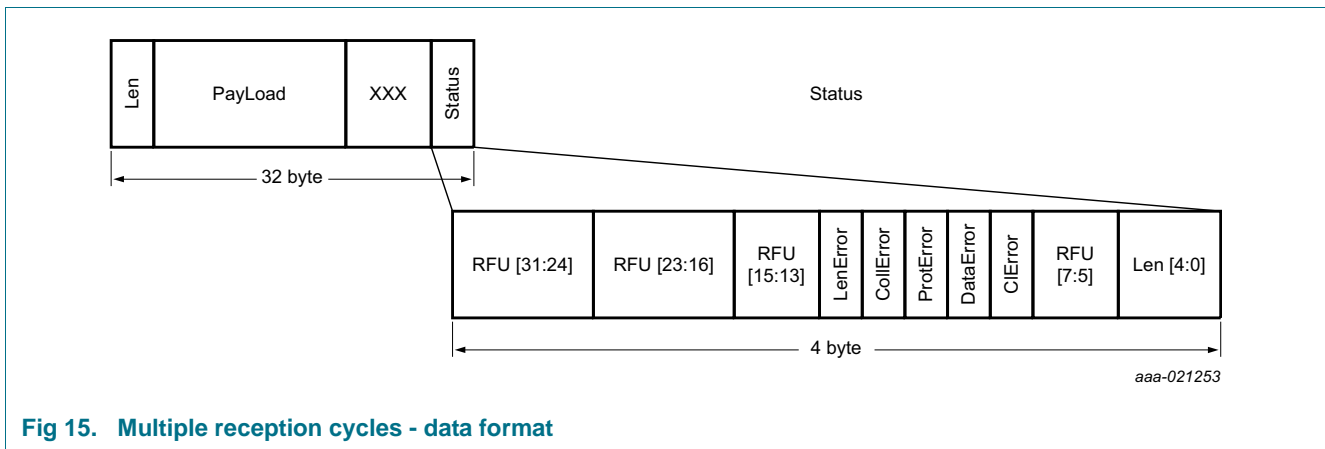 Len
PayLoad
XXX
Status
Status
32 byte
RFU [31:24]
RFU [23:16]
RFU
[15:13]
LenError
CollError
ProtError
DataError
ClError
RFU
[7:5]
Len [4:0]
4 byte
aaa-021253
Fig 15. Multiple reception cycles - data format